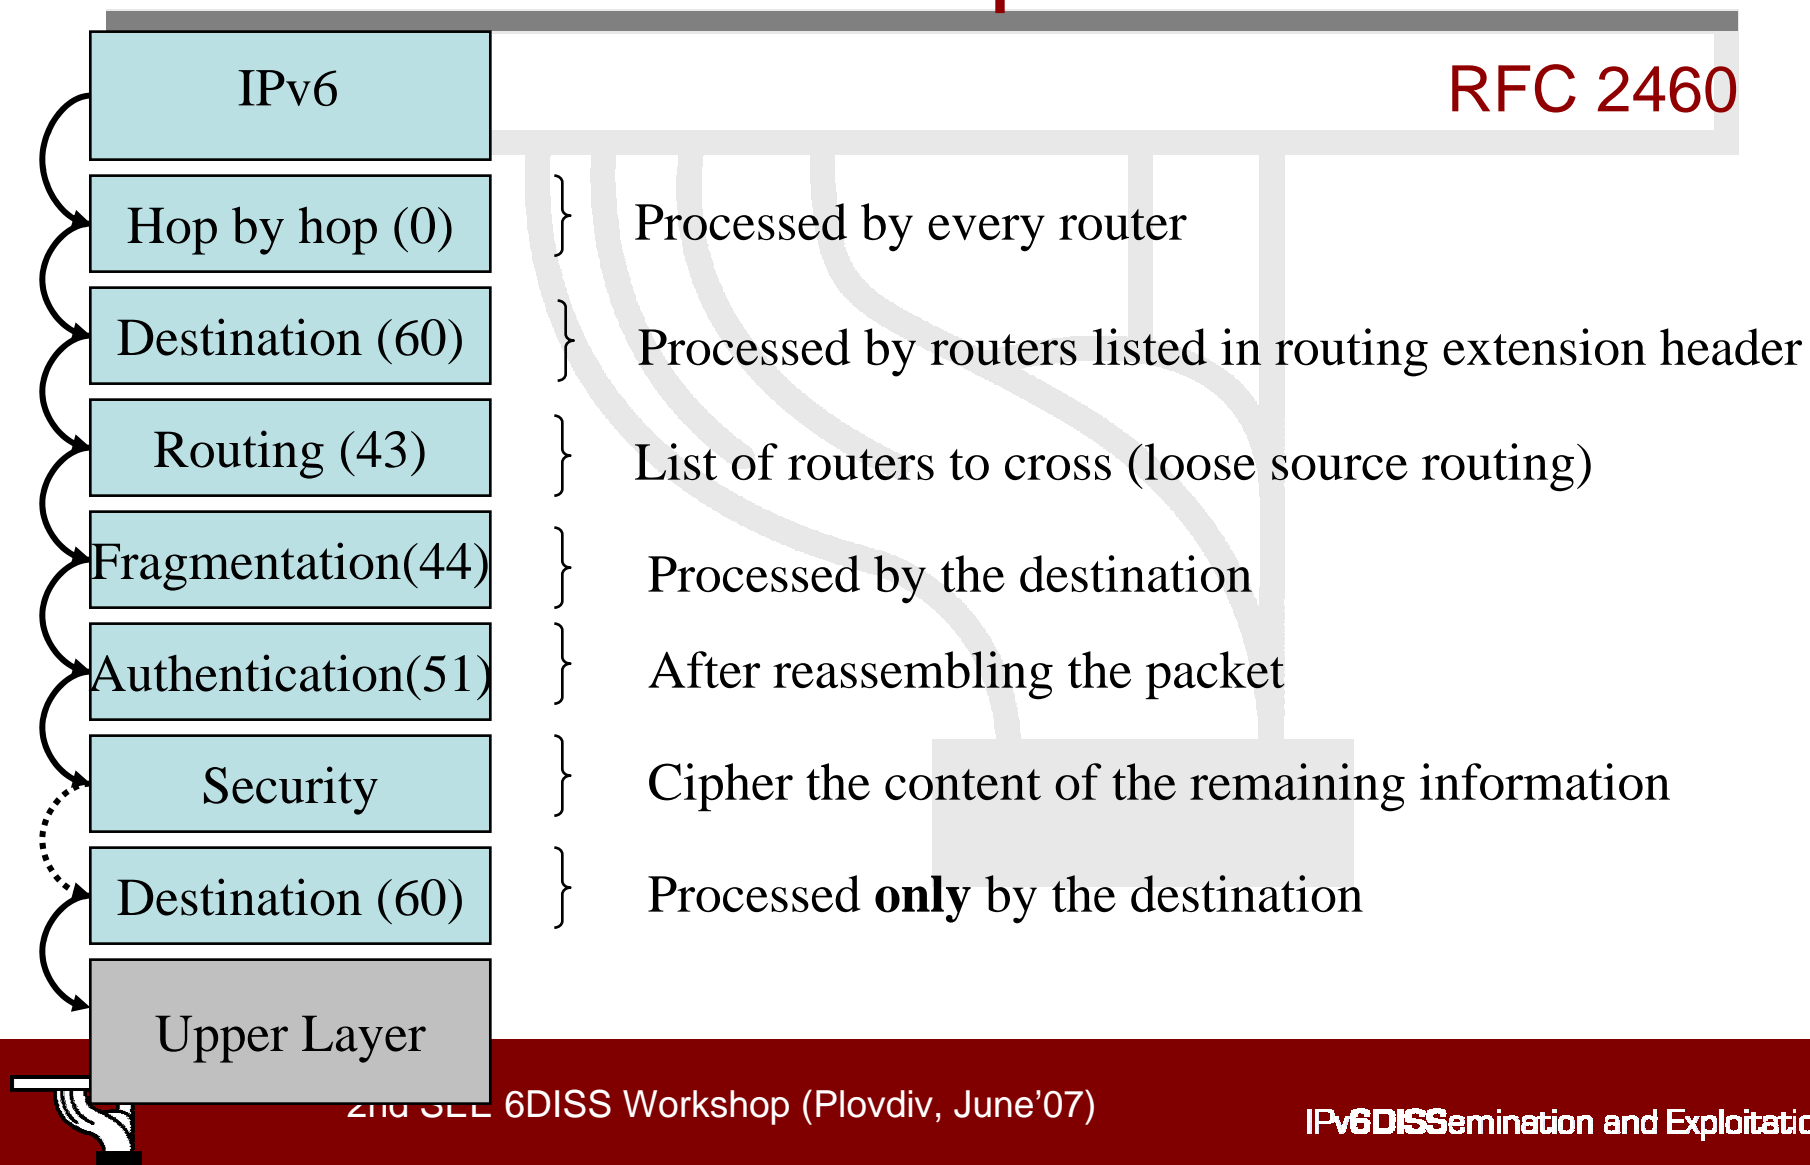 IPv6
RFC 2460
Hop by hop (0)
Processed by every router
Destination (60)
Processed by routers listed in routing extension header
Routing (43)
List of routers to cross (loose source routing)
Fragmentation(44)
Processed by the destination
Authentication(51)
After reassembling the packet
Security
Cipher the content of the remaining information
Destination (60)
Processed only by the destination
Upper Layer
2nd SEE 6DISS Workshop (Plovdiv, June’07)
IPv6DISSemination and Exploitatio